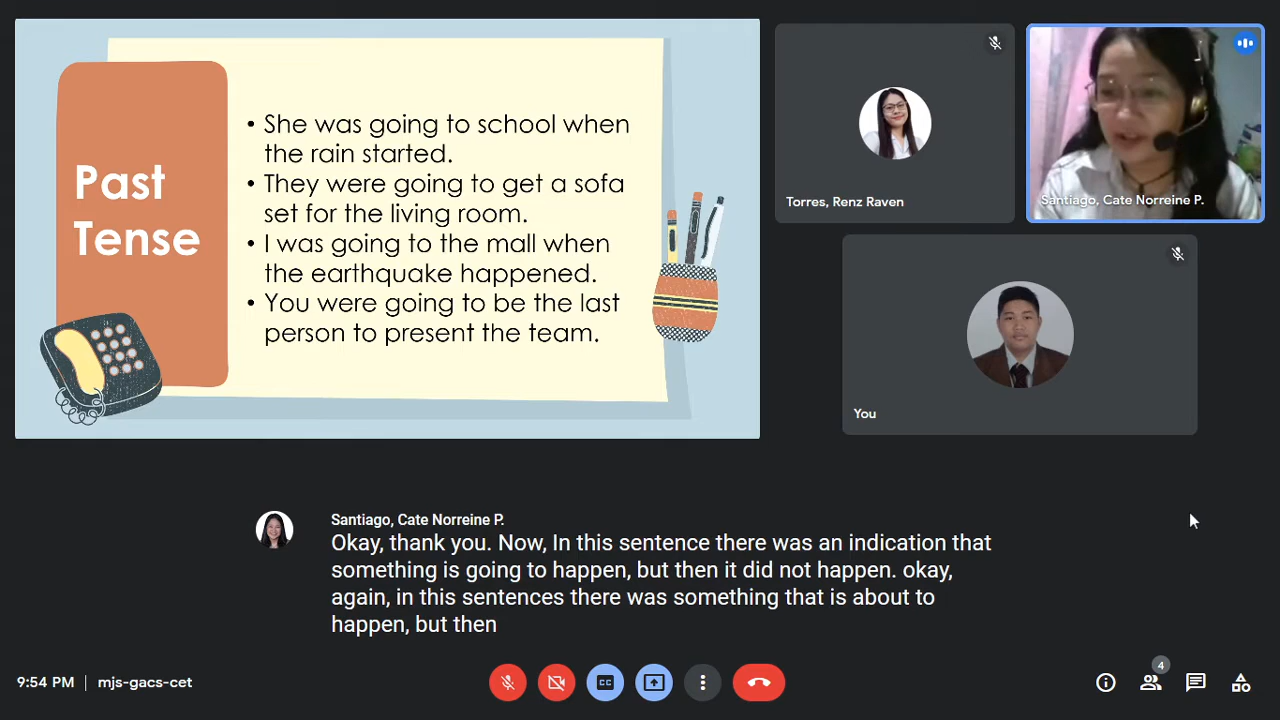 Past
Tense
• She was going to school when
the rain started.
• They were going to get a sofa
set for the living room.
• I was going to the mall when
the earthquake happened.
• You were going to be the last
person to present the team.
Torres, Renz Raven
Santiago, Cate Norreine P.
You
Santiago, Cate Norreine P.
Okay, thank you. Now, In this sentence there was an indication that
something is going to happen, but then it did not happen. okay,
again, in this sentences there was something that is about to
happen, but then
9:54 PM | mjs-gacs-cet
CC
4